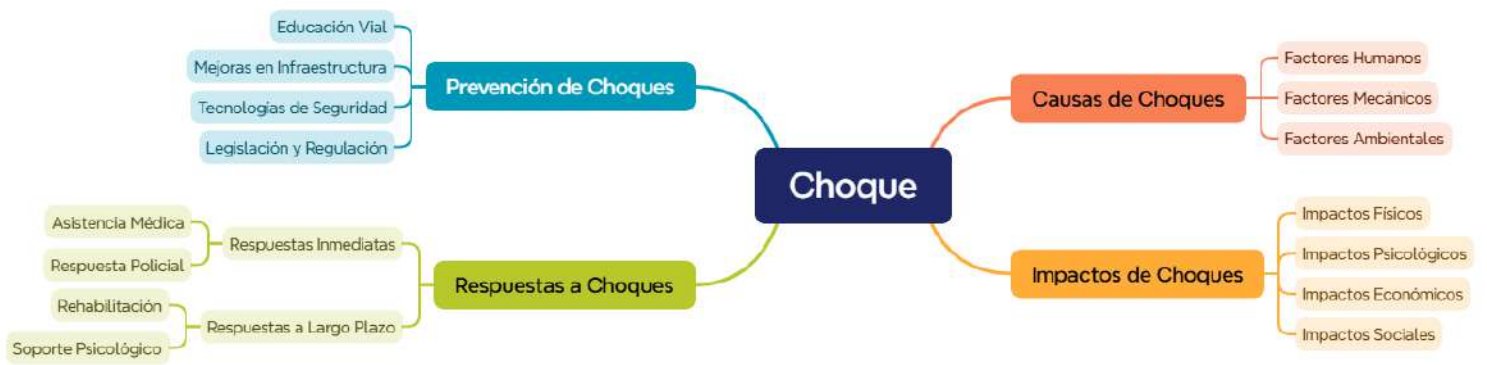 Choque
Prevención de Choques
Educación Vial
Mejoras en Infraestructura
Tecnologías de Seguridad
Legislación y Regulación
Respuestas a Choques
Respuestas Inmediatas
Asistencia Médica
Respuesta Policial
Respuestas a Largo Plazo
Rehabilitación
Soporte Psicológico
Causas de Choques
Factores Humanos
Factores Mecánicos
Factores Ambientales
Impactos de Choques
Impactos Físicos
Impactos Psicológicos
Impactos Económicos
Impactos Sociales